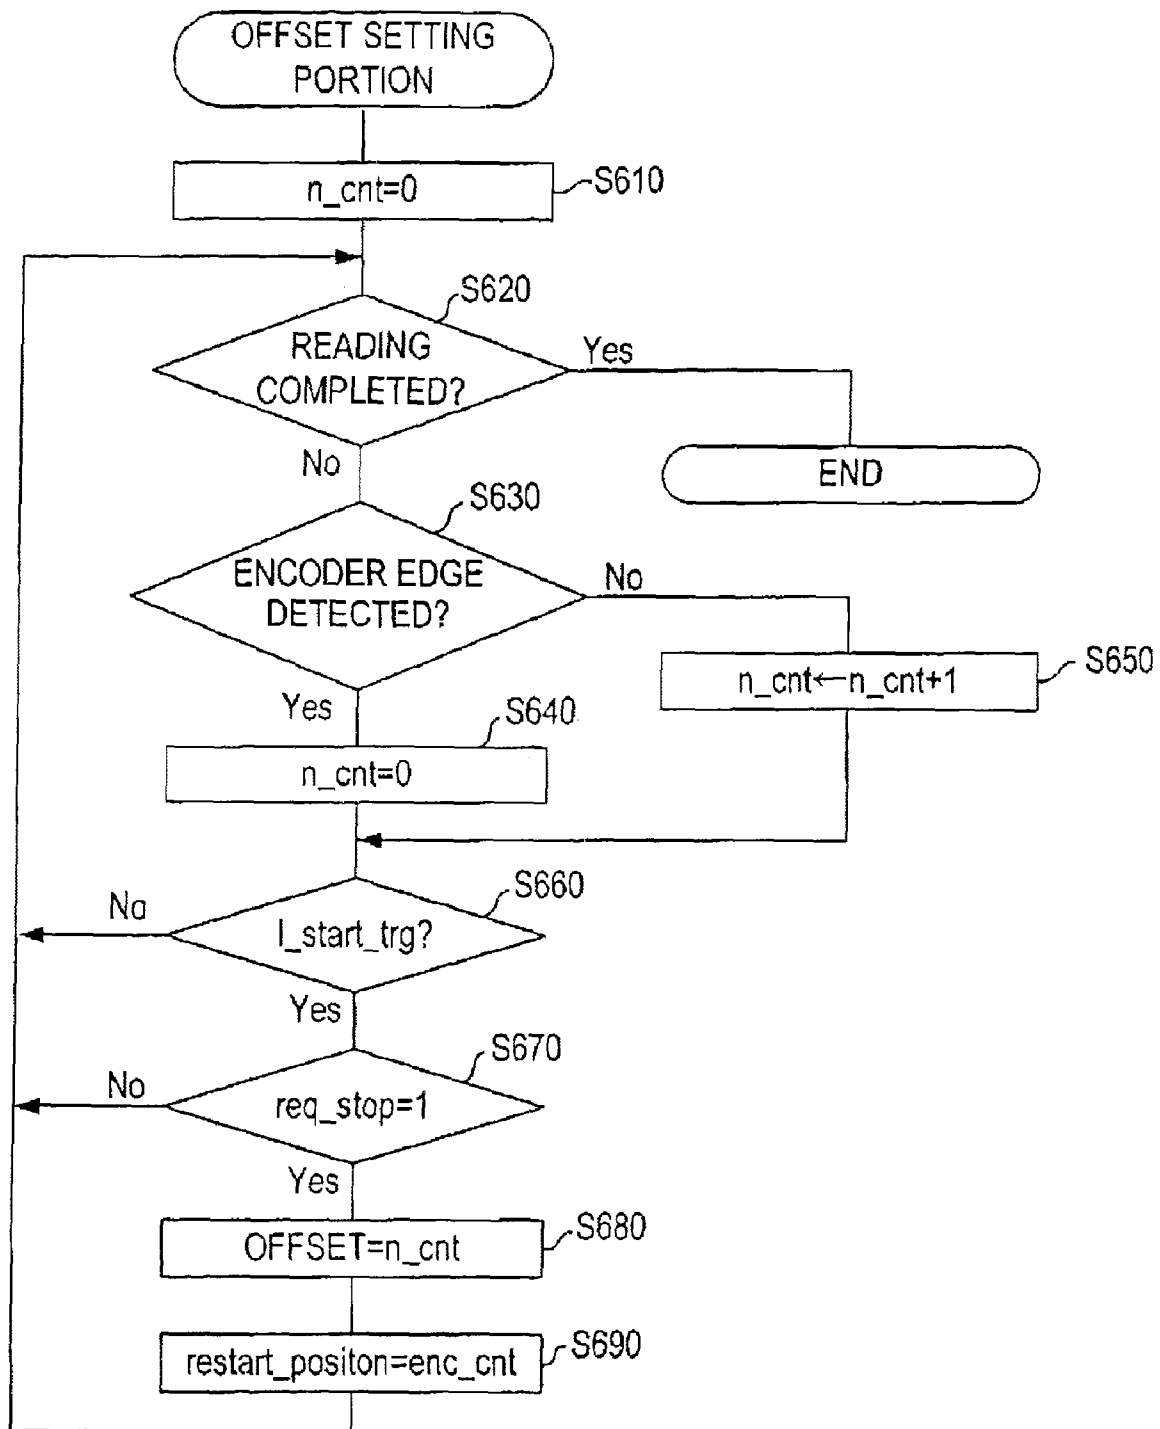 OFFSET SETTING
PORTION
n_cnt=0
S610
S620
READING
COMPLETED?
Yes
No
END
S630
ENCODER EDGE
DETECTED?
No
Yes
n_cnt←n_cnt+1
S650
S640
n_cnt=0
S660
No
l_start_trg?
Yes
S670
No
req_stop=1
Yes
S680
OFFSET=n_cnt
S690
restart_positon=enc_cnt